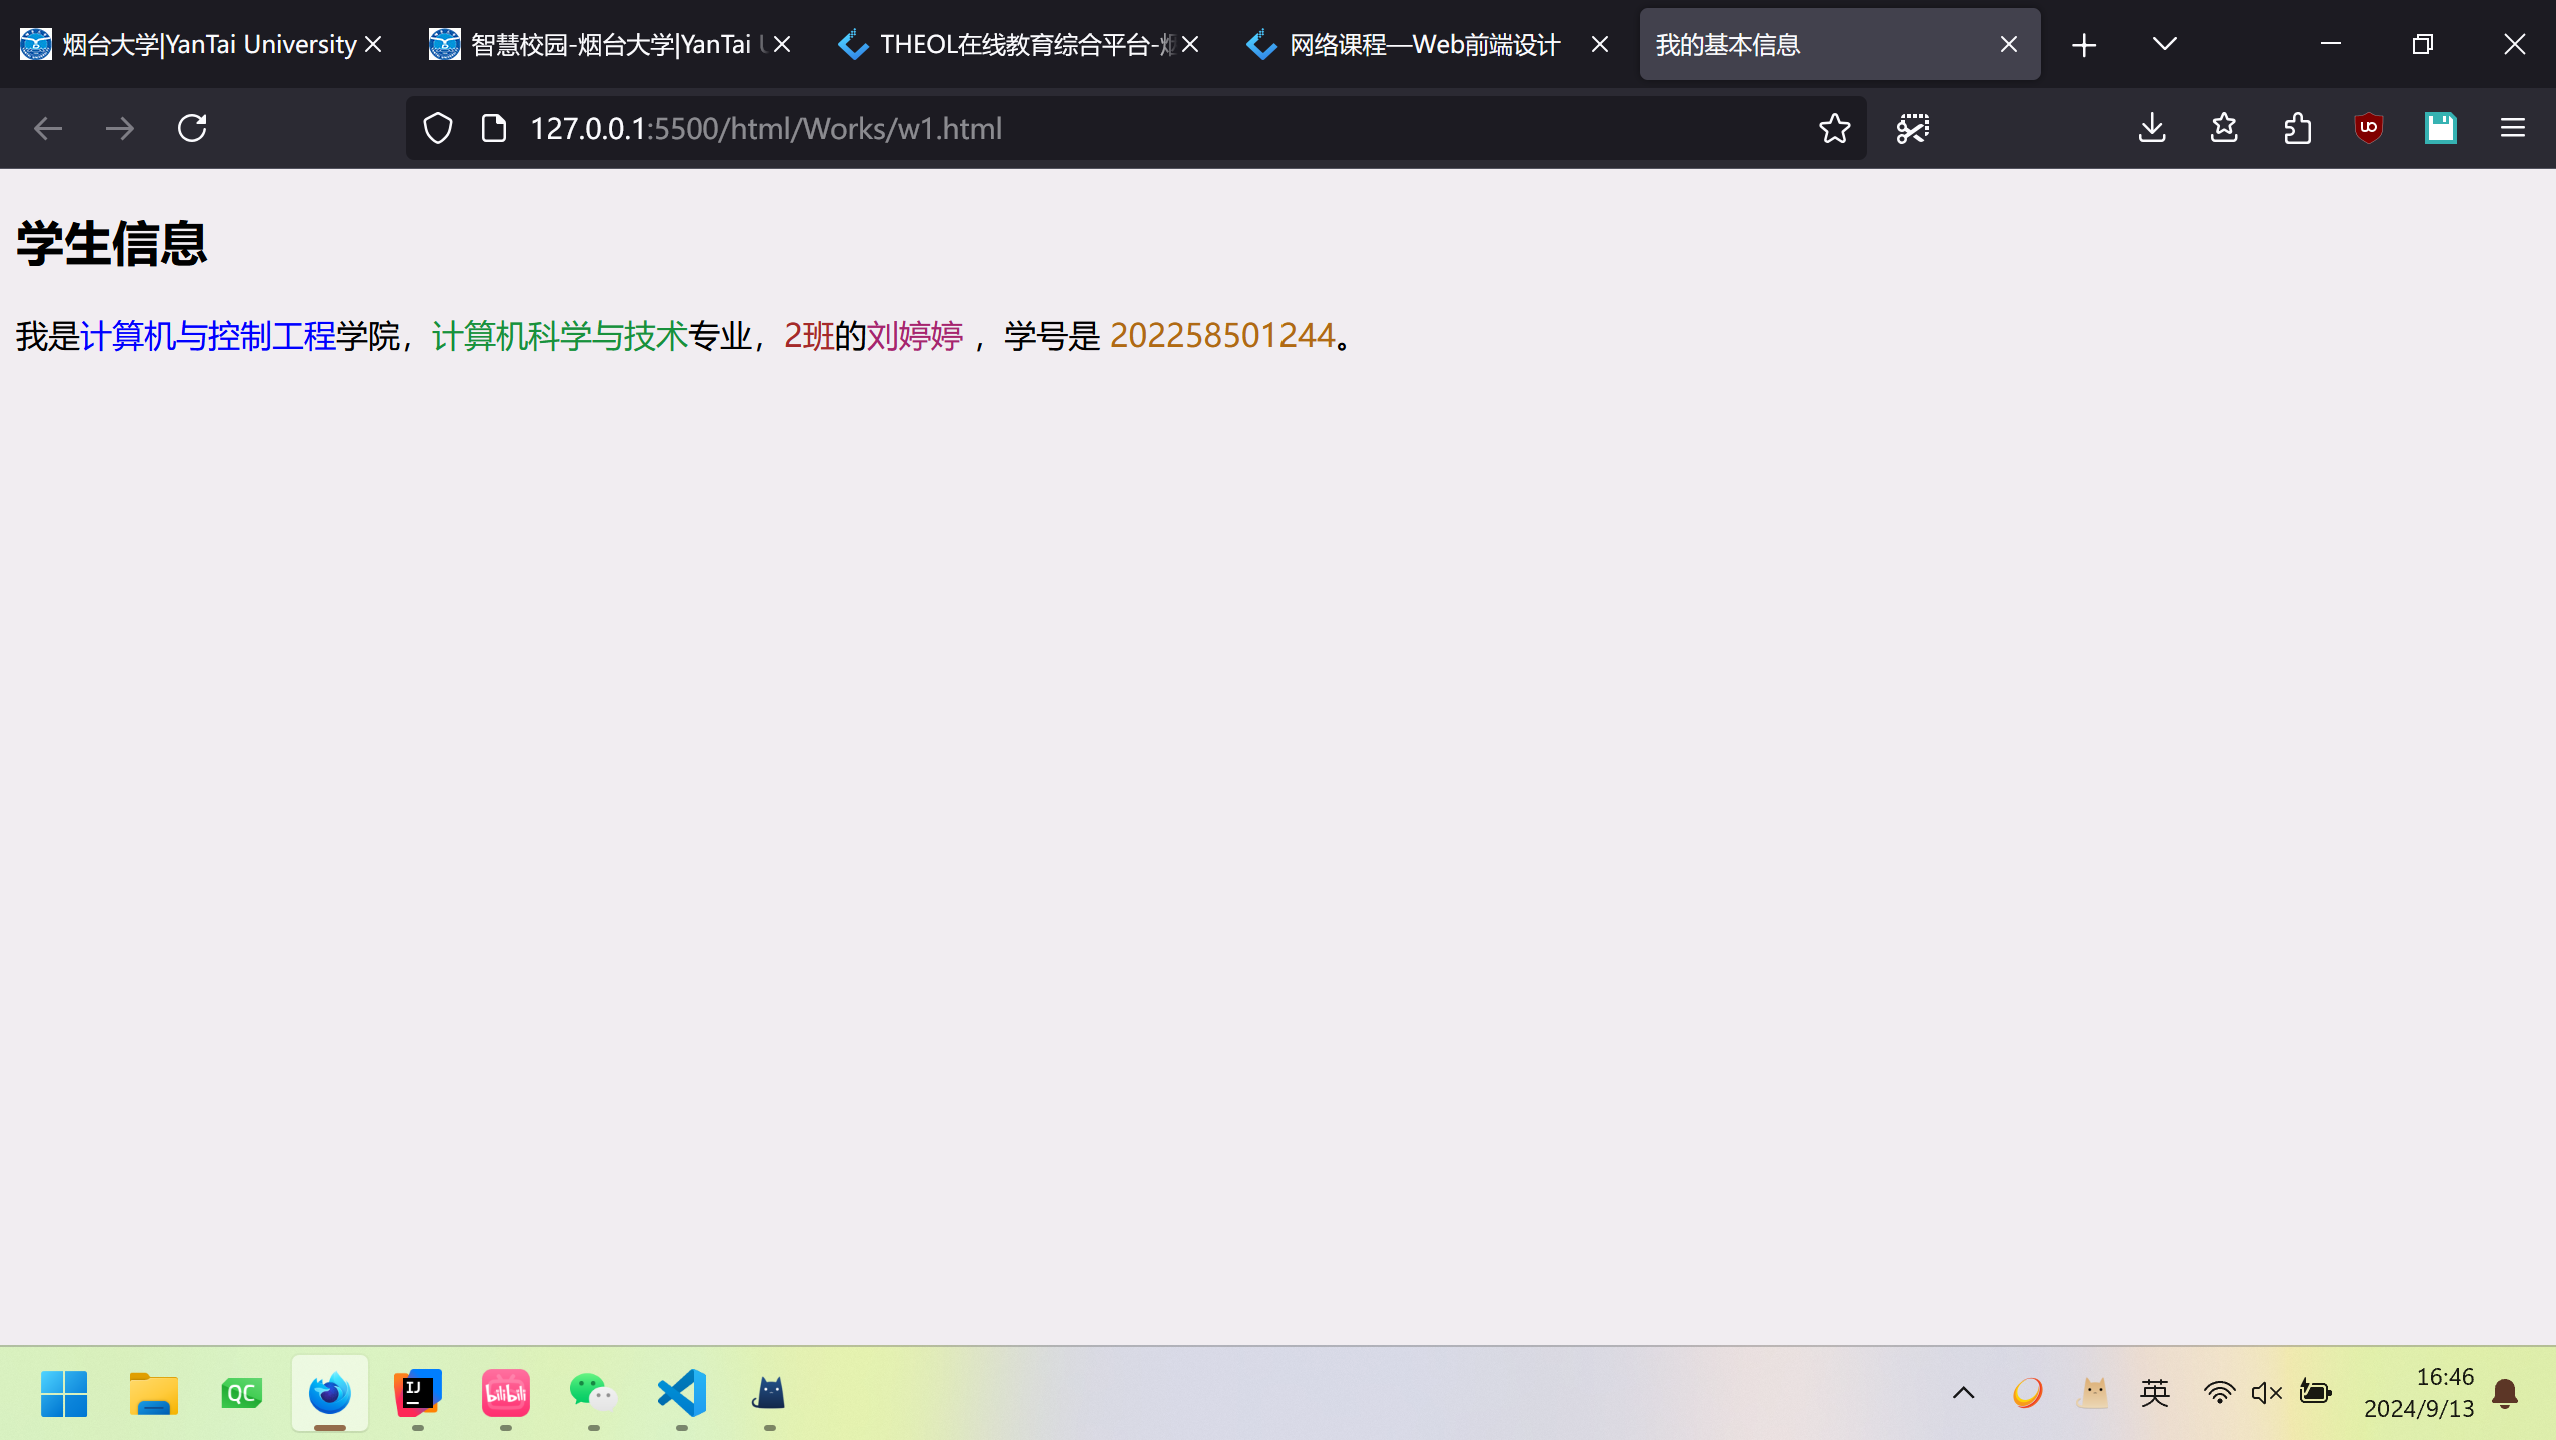 烟台大学|YanTai University
智慧校园-烟台大学|YanTai U
THEOL在线教育综合平台-烟
网络课程—Web前端设计
我的基本信息
127.0.0.1:5500/html/Works/w1.html
学生信息
我是计算机与控制工程学院，计算机科学与技术专业，2班的刘婷婷 ，学号是 202258501244。
QC
IJ
bilibili
英
16:46
2024/9/13